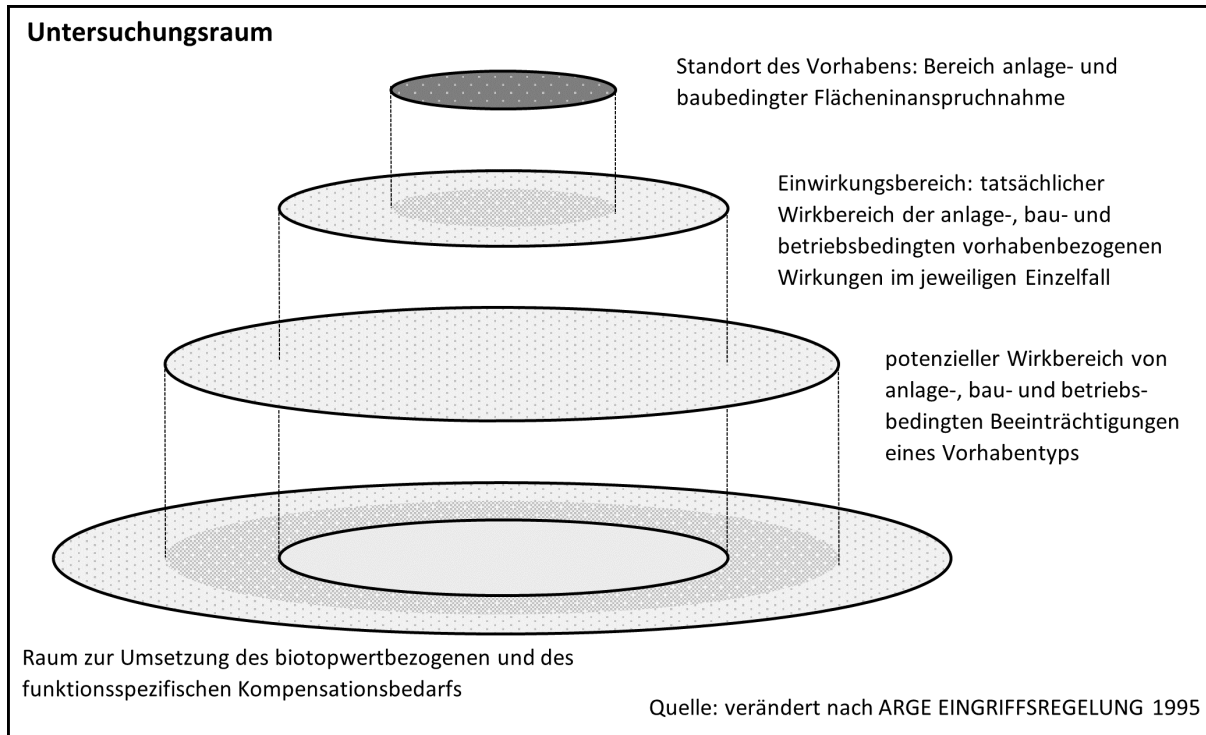 Untersuchungsraum
Standort des Vorhabens: Bereich anlage- und
baubedingter Flächeninanspruchnahme
Einwirkungsbereich: tatsächlicher
Wirkbereich der anlage-, bau- und
betriebsbedingten vorhabenbezogenen
Wirkungen im jeweiligen Einzelfall
potenzieller Wirkbereich von
anlage-, bau- und betriebs-
bedingten Beeinträchtigungen
eines Vorhabentyps
Raum zur Umsetzung des biotopwertbezogenen und des
funktionsspezifischen Kompensationsbedarfs
Quelle: verändert nach ARGE EINGRIFFSREGELUNG 1995